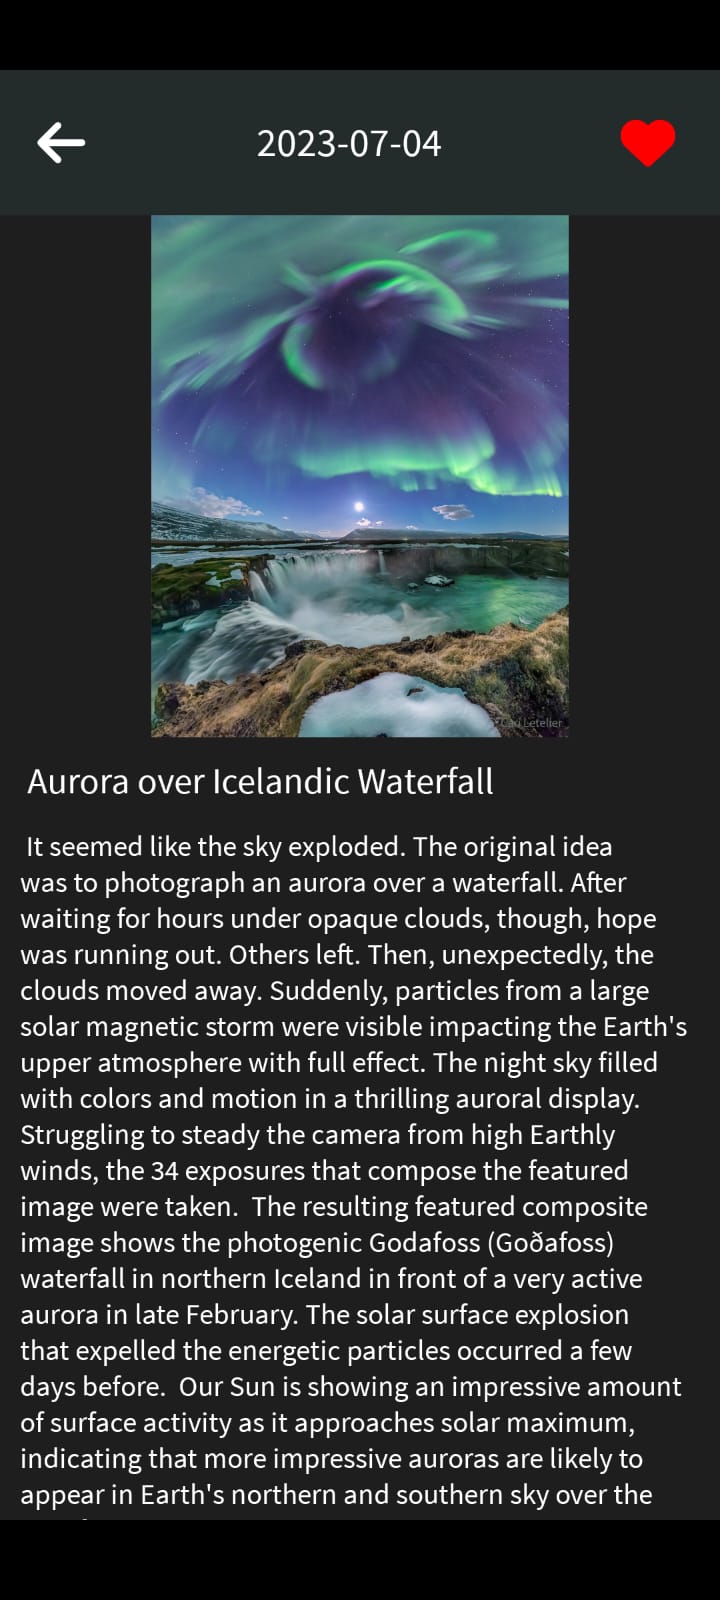 2023-07-04
Cari Letelier
Aurora over Icelandic Waterfall
It seemed like the sky exploded. The original idea
was to photograph an aurora over a waterfall. After
waiting for hours under opaque clouds, though, hope
was running out. Others left. Then, unexpectedly, the
clouds moved away. Suddenly, particles from a large
solar magnetic storm were visible impacting the Earth's
upper atmosphere with full effect. The night sky filled
with colors and motion in a thrilling auroral display.
Struggling to steady the camera from high Earthly
winds, the 34 exposures that compose the featured
image were taken.  The resulting featured composite
image shows the photogenic Godafoss (Goðafoss)
waterfall in northern Iceland in front of a very active
aurora in late February. The solar surface explosion
that expelled the energetic particles occurred a few
days before.  Our Sun is showing an impressive amount
of surface activity as it approaches solar maximum,
indicating that more impressive auroras are likely to
appear in Earth's northern and southern sky over the